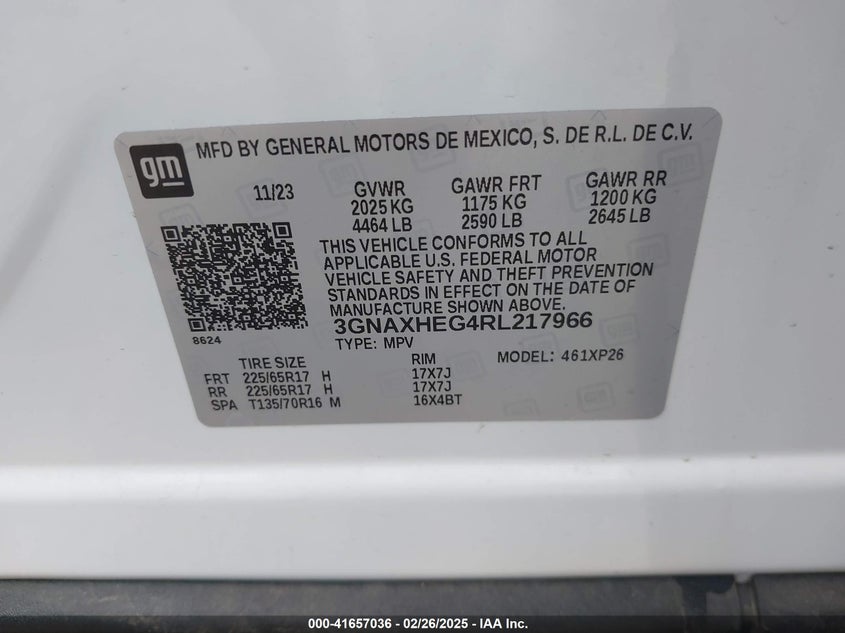 gm
MFD BY GENERAL MOTORS DE MEXICO, S. DE R.L. DE C.V.
11/23 GVWR GAWR FRT GAWR RR
2025 KG 1175 KG 1200 KG
4464 LB 2590 LB 2645 LB
THIS VEHICLE CONFORMS TO ALL
APPLICABLE U.S. FEDERAL MOTOR
VEHICLE SAFETY AND THEFT PREVENTION
STANDARDS IN EFFECT ON THE DATE OF
MANUFACTURE SHOWN ABOVE.
8624
3GNAXHEG4RL217966
TYPE: MPV MODEL: 461XP26
TIRE SIZE RIM
FRT 225/65R17 H 17X7J
RR 225/65R17 H 17X7J
SPA T135/70R16 M 16X4BT
000-41657036 - 02/26/2025 - IAA Inc.